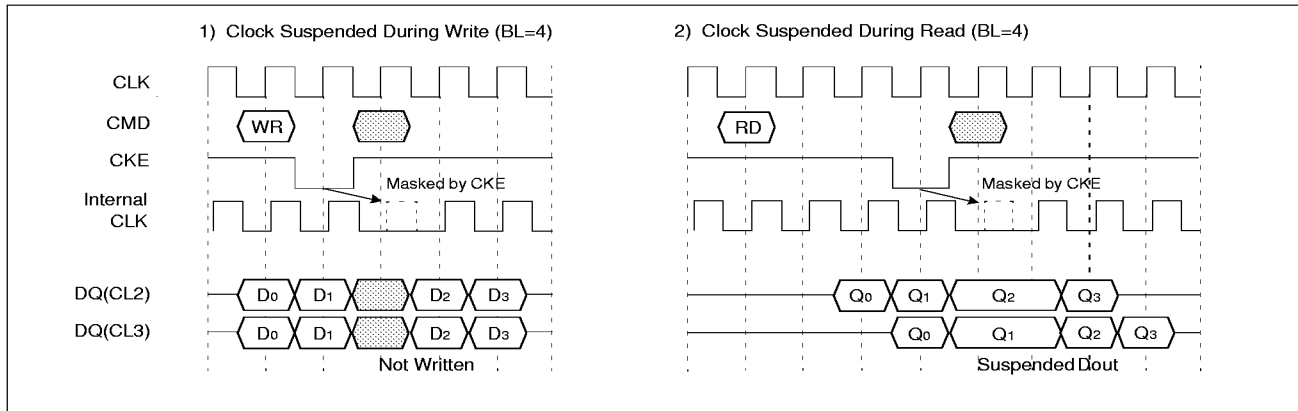 1) Clock Suspended During Write (BL=4)
2) Clock Suspended During Read (BL=4)
CLK
CMD
WR
RD
CKE
Masked by CKE
Masked by CKE
Internal
CLK
DQ(CL2)
D0 D1 D2 D3
Q0 Q1 Q2 Q3
DQ(CL3)
D0 D1 D2 D3
Q0 Q1 Q2 Q3
Not Written
Suspended Dout